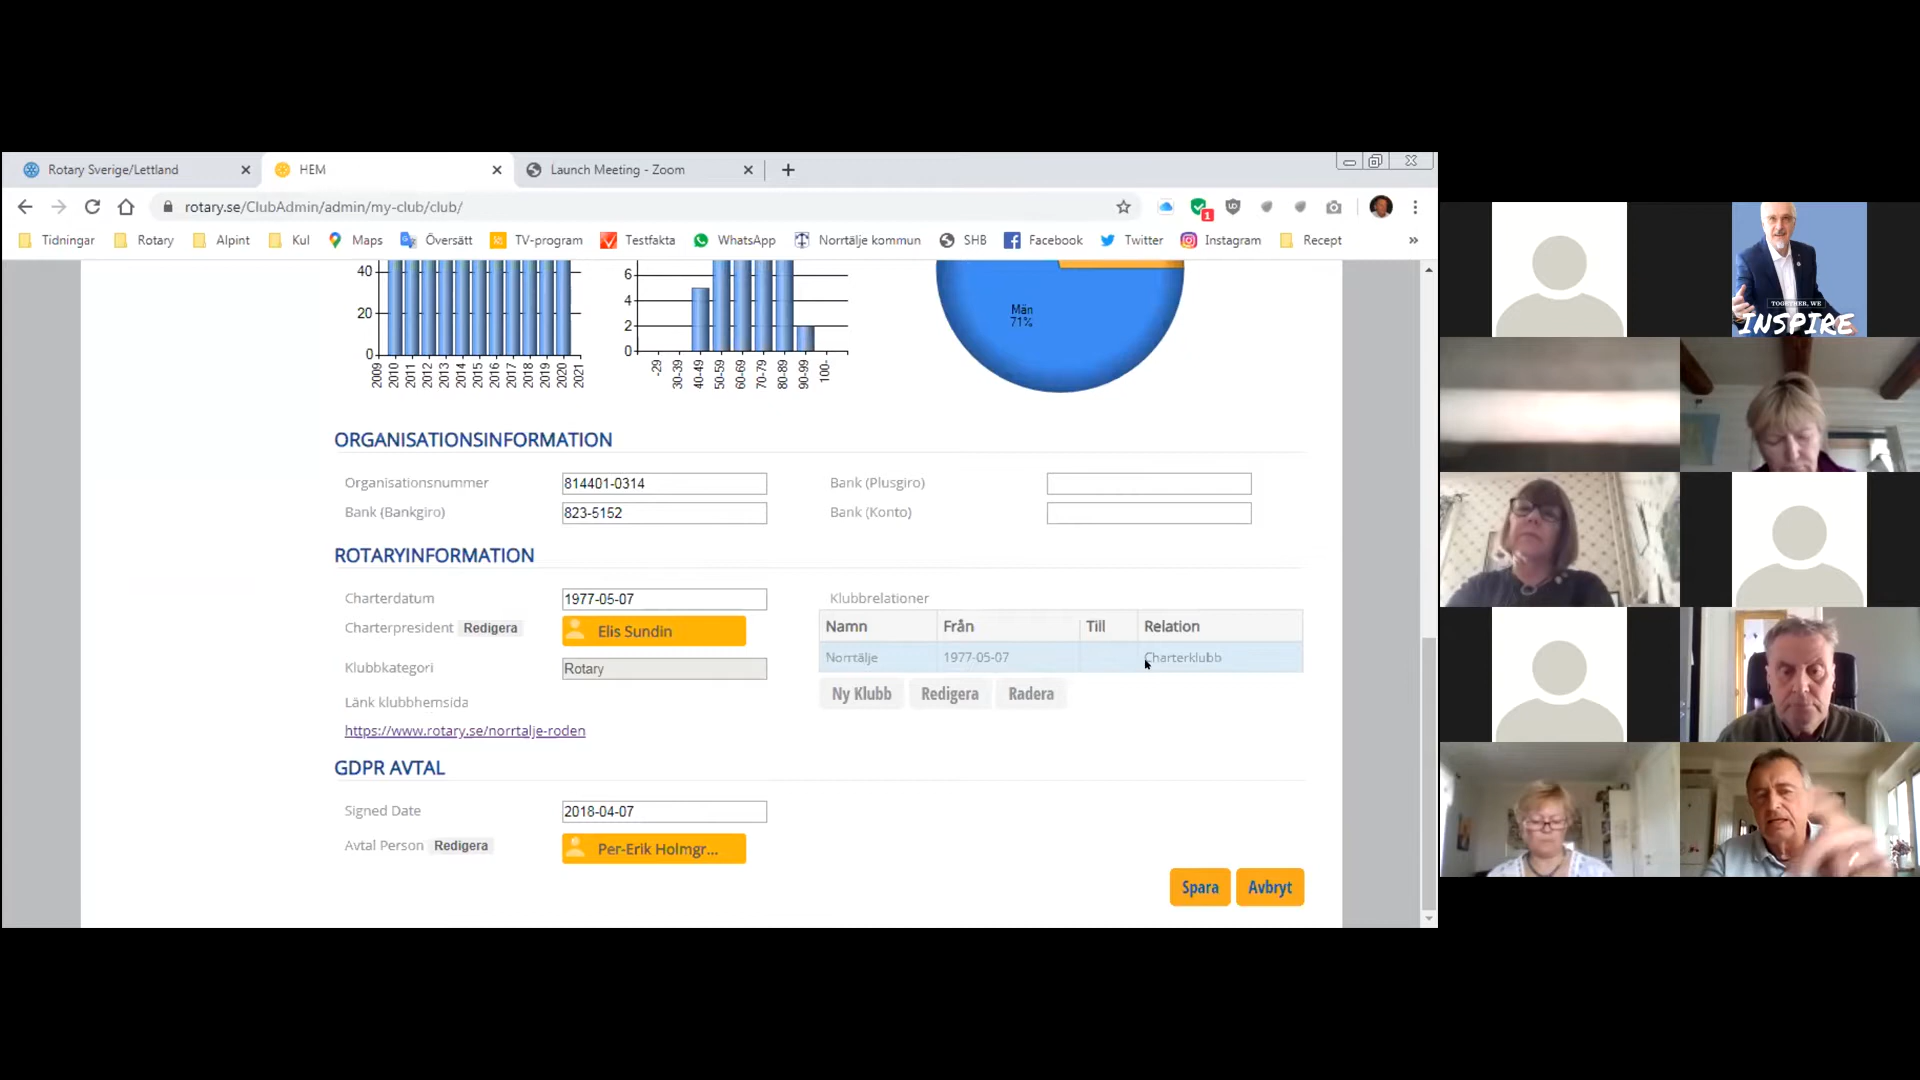 Rotary Sverige/Lettland
HEM
Launch Meeting - Zoom
rotary.se/ClubAdmin/admin/my-club/club/
1
Tidningar
Rotary
Alpint
Kul
Maps
Översätt
TV-program
Testfakta
WhatsApp
Norrtälje kommun
SHB
Facebook
Twitter
Instagram
Recept
»
40
20
0
2009 2010 2011 2012 2013 2014 2015 2016 2017 2018 2019 2020 2021
6
4
2
0
-29 30-39 40-49 50-59 60-69 70-79 80-89 90-99 100-
Män
71%
ORGANISATIONSINFORMATION
Organisationsnummer 814401-0314 Bank (Plusgiro)
Bank (Bankgiro) 823-5152 Bank (Konto)
ROTARYINFORMATION
Charterdatum 1977-05-07
Charterpresident Redigera Elis Sundin
Klubbkategori Rotary
Länk klubbhemsida
https://www.rotary.se/norrtalje-roden
Klubbrelationer
Namn Från Till Relation
Norrtälje 1977-05-07 Charterklubb
Ny Klubb Redigera Radera
GDPR AVTAL
Signed Date 2018-04-07
Avtal Person Redigera Per-Erik Holmgr...
Spara Avbryt
TOGETHER, WE
INSPIRE